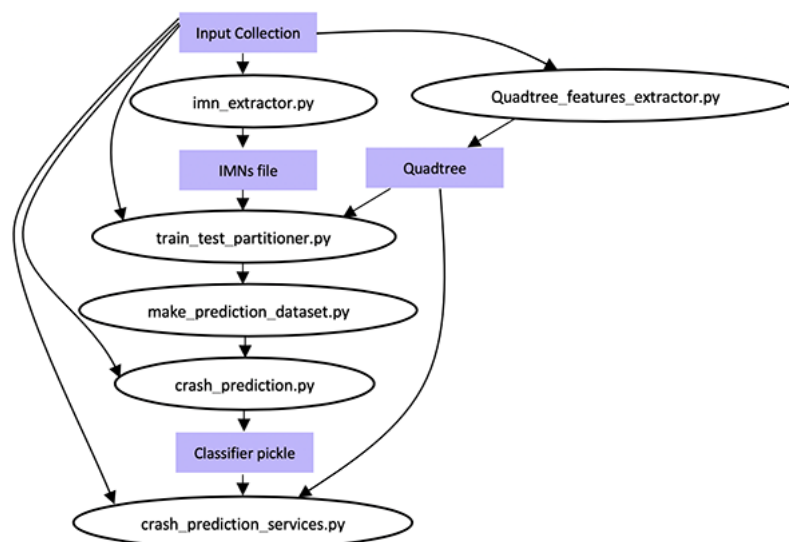 Input Collection
imn_extractor.py
Quadtree_features_extractor.py
IMNs file
Quadtree
train_test_partitioner.py
make_prediction_dataset.py
crash_prediction.py
Classifier pickle
crash_prediction_services.py